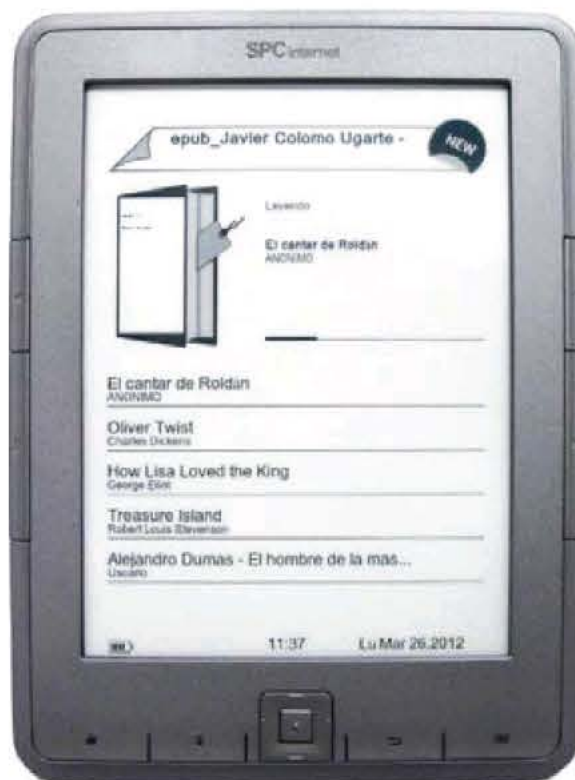 SPC internet
epub_Javier Colomo Ugarte -
NEW
Leyendo
El cantar de Roldán
ANONIMO
El cantar de Roldán
ANONIMO
Oliver Twist
Charles Dickens
How Lisa Loved the King
George Eliot
Treasure Island
Robert Louis Stevenson
Alejandro Dumas - El hombre de la mas...
Usuario
11:37 Lu Mar 26.2012